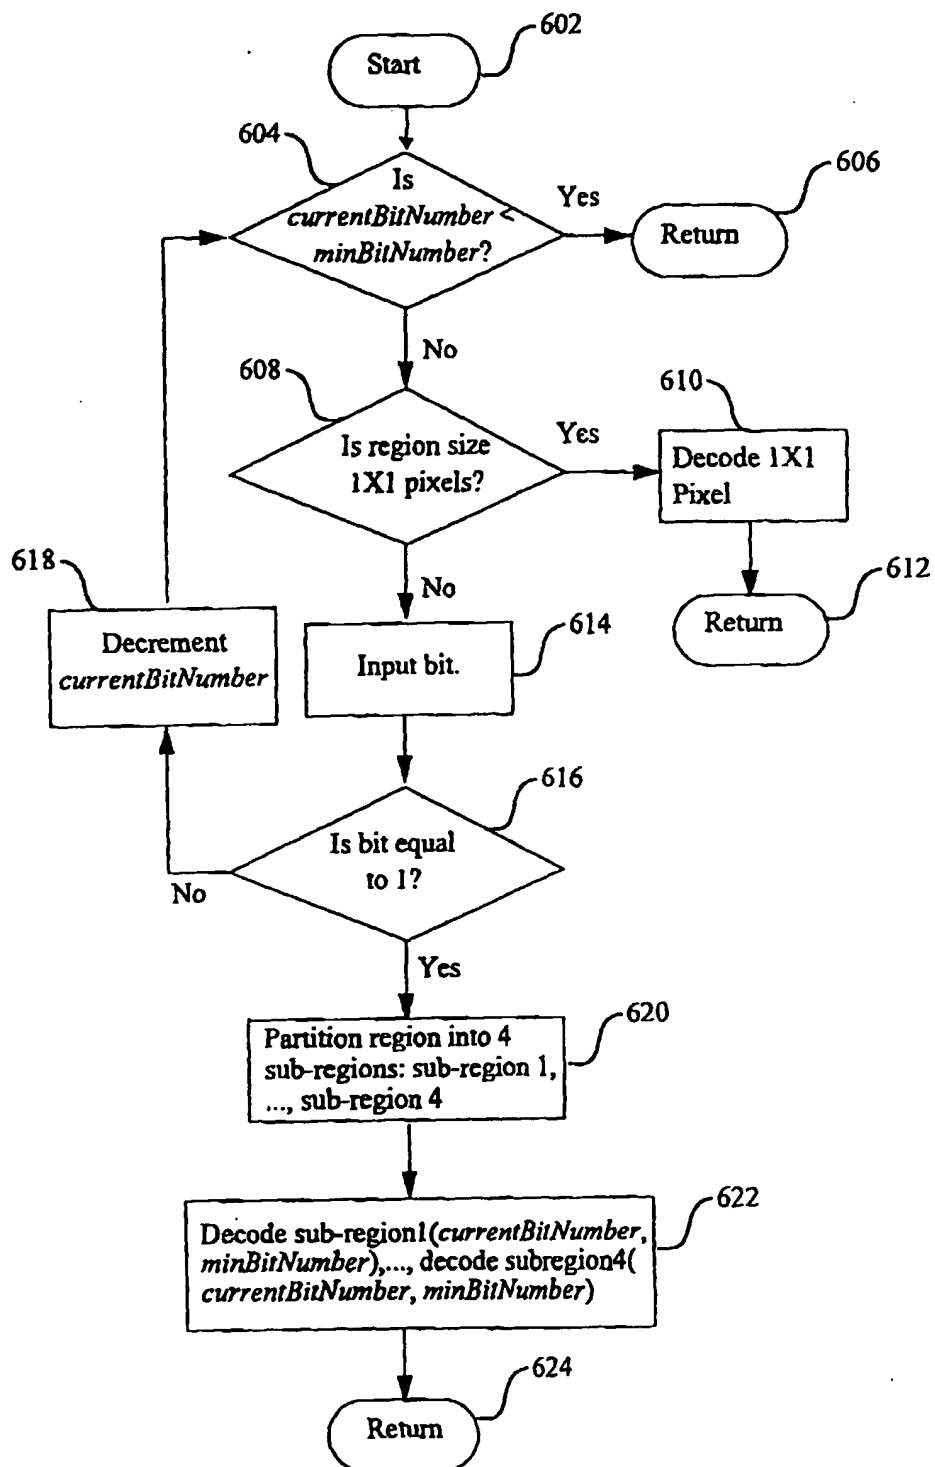 602
Start
604
Is
currentBitNumber <
minBitNumber?
Yes
606
Return
No
608
Is region size
1X1 pixels?
Yes
610
Decode 1X1
Pixel
612
Return
No
618
Decrement
currentBitNumber
614
Input bit.
616
Is bit equal
to 1?
No
Yes
620
Partition region into 4
sub-regions: sub-region 1,
..., sub-region 4
622
Decode sub-region1(currentBitNumber,
minBitNumber),..., decode subregion4(
currentBitNumber, minBitNumber)
624
Return